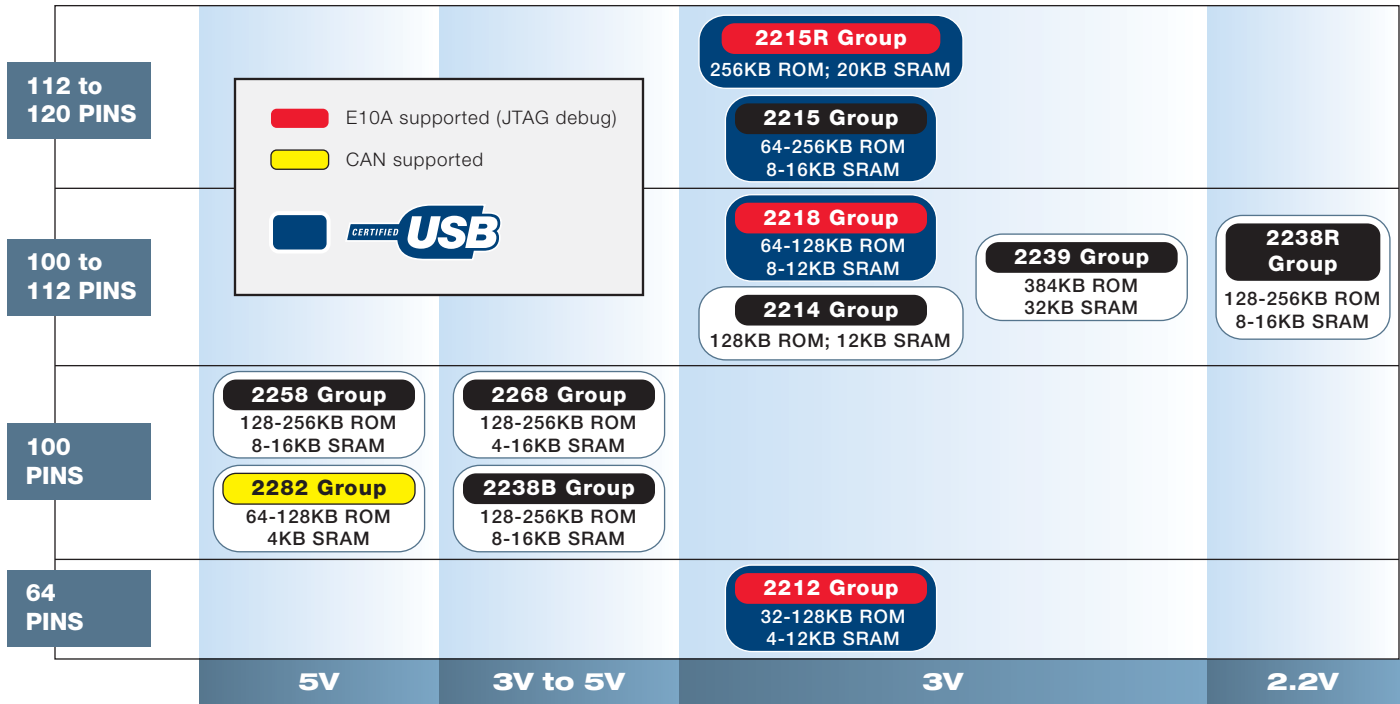 112 to
120 PINS
E10A supported (JTAG debug)
CAN supported
CERTIFIED USB
2215R Group
256KB ROM; 20KB SRAM
2215 Group
64-256KB ROM
8-16KB SRAM
100 to
112 PINS
2218 Group
64-128KB ROM
8-12KB SRAM
2214 Group
128KB ROM; 12KB SRAM
2239 Group
384KB ROM
32KB SRAM
2238R
Group
128-256KB ROM
8-16KB SRAM
100
PINS
2258 Group
128-256KB ROM
8-16KB SRAM
2282 Group
64-128KB ROM
4KB SRAM
2268 Group
128-256KB ROM
4-16KB SRAM
2238B Group
128-256KB ROM
8-16KB SRAM
64
PINS
2212 Group
32-128KB ROM
4-12KB SRAM
5V
3V to 5V
3V
2.2V